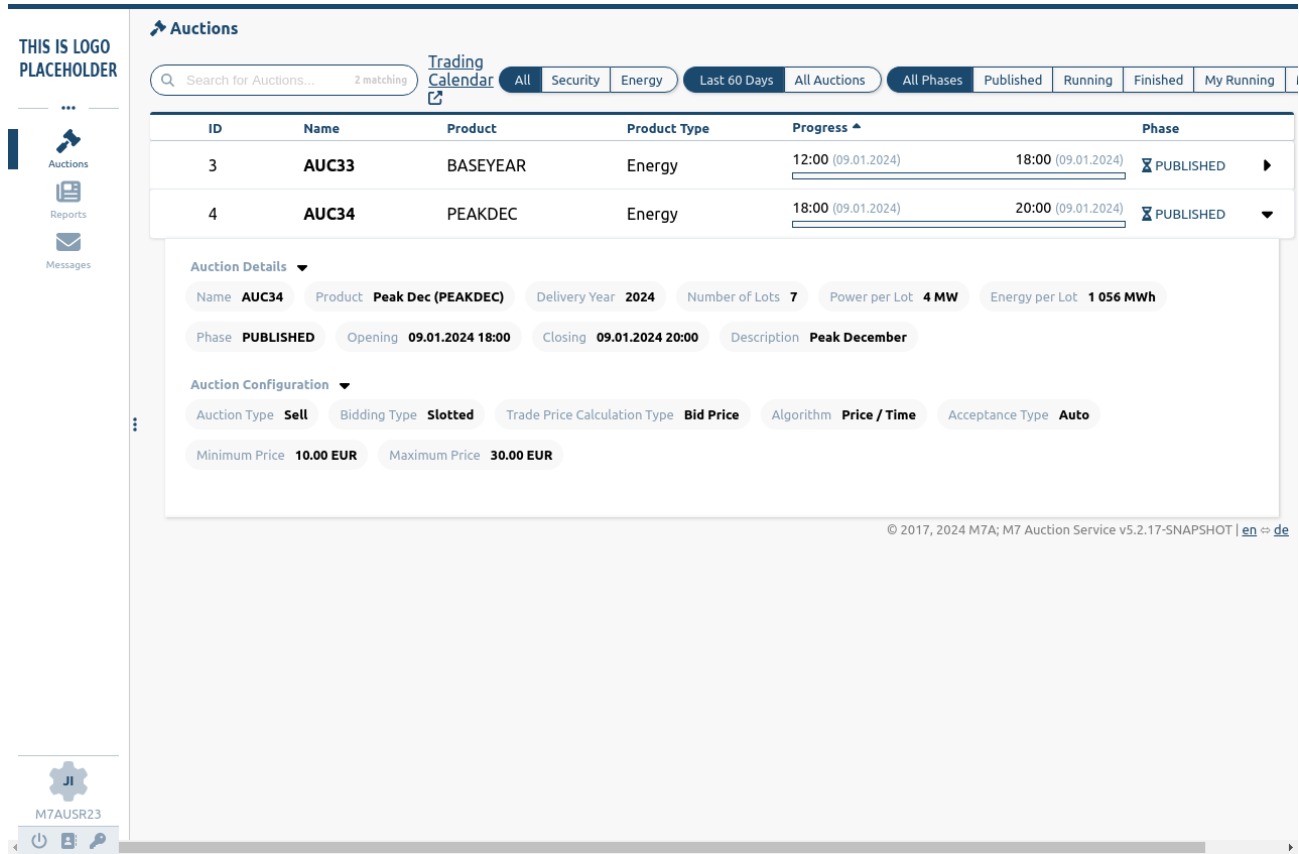 THIS IS LOGO
PLACEHOLDER
Auctions
Reports
Messages
JI
M7AUSR23
Auctions
Search for Auctions... 2 matching
Trading
Calendar
All Security Energy
Last 60 Days All Auctions
All Phases Published Running Finished My Running
ID Name Product Product Type Progress Phase
3 AUC33 BASEYEAR Energy 12:00 (09.01.2024) 18:00 (09.01.2024) PUBLISHED
4 AUC34 PEAKDEC Energy 18:00 (09.01.2024) 20:00 (09.01.2024) PUBLISHED
Auction Details
Name AUC34 Product Peak Dec (PEAKDEC) Delivery Year 2024 Number of Lots 7 Power per Lot 4 MW Energy per Lot 1 056 MWh
Phase PUBLISHED Opening 09.01.2024 18:00 Closing 09.01.2024 20:00 Description Peak December
Auction Configuration
Auction Type Sell Bidding Type Slotted Trade Price Calculation Type Bid Price Algorithm Price / Time Acceptance Type Auto
Minimum Price 10.00 EUR Maximum Price 30.00 EUR
© 2017, 2024 M7A; M7 Auction Service v5.2.17-SNAPSHOT | en ⇔ de